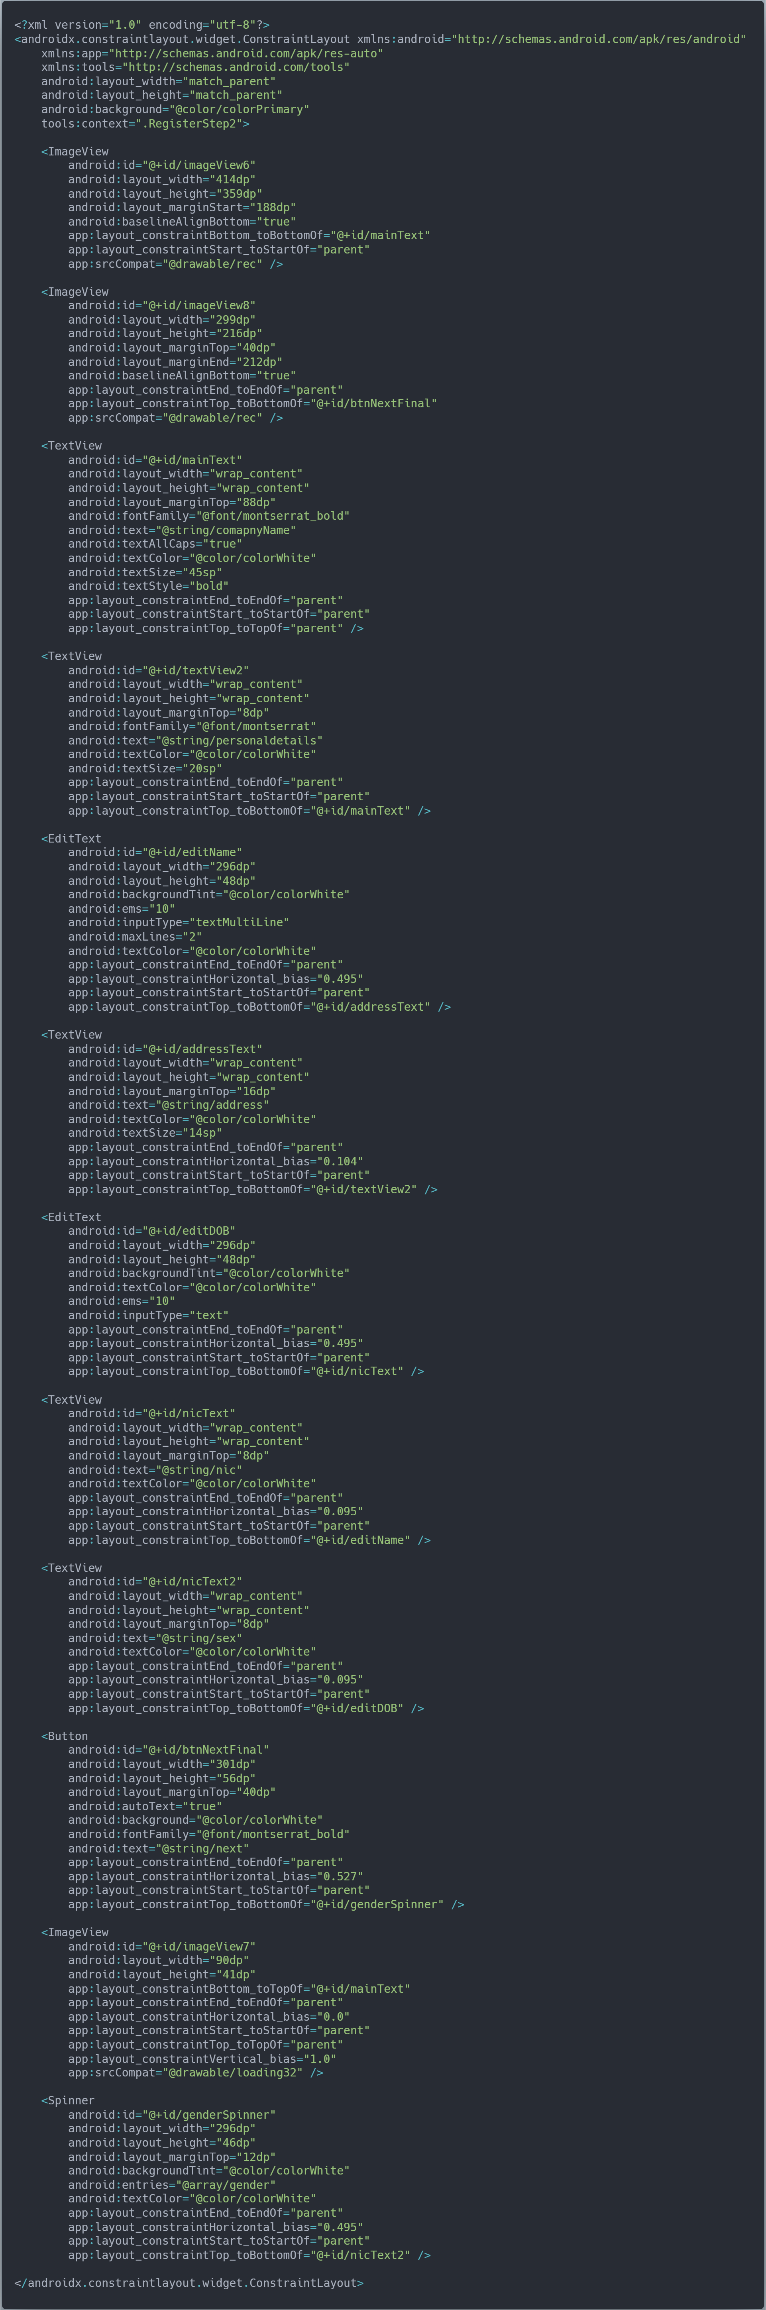 <?xml version="1.0" encoding="utf-8"?>
<androidx.constraintlayout.widget.ConstraintLayout xmlns:android="http://schemas.android.com/apk/res/android"
    xmlns:app="http://schemas.android.com/apk/res-auto"
    xmlns:tools="http://schemas.android.com/tools"
    android:layout_width="match_parent"
    android:layout_height="match_parent"
    android:background="@color/colorPrimary"
    tools:context=".RegisterStep2">

    <ImageView
        android:id="@+id/imageView6"
        android:layout_width="414dp"
        android:layout_height="359dp"
        android:layout_marginStart="188dp"
        android:baselineAlignBottom="true"
        app:layout_constraintBottom_toBottomOf="@+id/mainText"
        app:layout_constraintStart_toStartOf="parent"
        app:srcCompat="@drawable/rec" />

    <ImageView
        android:id="@+id/imageView8"
        android:layout_width="299dp"
        android:layout_height="216dp"
        android:layout_marginTop="40dp"
        android:layout_marginEnd="212dp"
        android:baselineAlignBottom="true"
        app:layout_constraintEnd_toEndOf="parent"
        app:layout_constraintTop_toBottomOf="@+id/btnNextFinal"
        app:srcCompat="@drawable/rec" />

    <TextView
        android:id="@+id/mainText"
        android:layout_width="wrap_content"
        android:layout_height="wrap_content"
        android:layout_marginTop="88dp"
        android:fontFamily="@font/montserrat_bold"
        android:text="@string/comapnyName"
        android:textAllCaps="true"
        android:textColor="@color/colorWhite"
        android:textSize="45sp"
        android:textStyle="bold"
        app:layout_constraintEnd_toEndOf="parent"
        app:layout_constraintStart_toStartOf="parent"
        app:layout_constraintTop_toTopOf="parent" />

    <TextView
        android:id="@+id/textView2"
        android:layout_width="wrap_content"
        android:layout_height="wrap_content"
        android:layout_marginTop="8dp"
        android:fontFamily="@font/montserrat"
        android:text="@string/personaldetails"
        android:textColor="@color/colorWhite"
        android:textSize="20sp"
        app:layout_constraintEnd_toEndOf="parent"
        app:layout_constraintStart_toStartOf="parent"
        app:layout_constraintTop_toBottomOf="@+id/mainText" />

    <EditText
        android:id="@+id/editName"
        android:layout_width="296dp"
        android:layout_height="48dp"
        android:backgroundTint="@color/colorWhite"
        android:ems="10"
        android:inputType="textMultiLine"
        android:maxLines="2"
        android:textColor="@color/colorWhite"
        app:layout_constraintEnd_toEndOf="parent"
        app:layout_constraintHorizontal_bias="0.495"
        app:layout_constraintStart_toStartOf="parent"
        app:layout_constraintTop_toBottomOf="@+id/addressText" />

    <TextView
        android:id="@+id/addressText"
        android:layout_width="wrap_content"
        android:layout_height="wrap_content"
        android:layout_marginTop="16dp"
        android:text="@string/address"
        android:textColor="@color/colorWhite"
        android:textSize="14sp"
        app:layout_constraintEnd_toEndOf="parent"
        app:layout_constraintHorizontal_bias="0.104"
        app:layout_constraintStart_toStartOf="parent"
        app:layout_constraintTop_toBottomOf="@+id/textView2" />

    <EditText
        android:id="@+id/editDOB"
        android:layout_width="296dp"
        android:layout_height="48dp"
        android:backgroundTint="@color/colorWhite"
        android:textColor="@color/colorWhite"
        android:ems="10"
        android:inputType="text"
        app:layout_constraintEnd_toEndOf="parent"
        app:layout_constraintHorizontal_bias="0.495"
        app:layout_constraintStart_toStartOf="parent"
        app:layout_constraintTop_toBottomOf="@+id/nicText" />

    <TextView
        android:id="@+id/nicText"
        android:layout_width="wrap_content"
        android:layout_height="wrap_content"
        android:layout_marginTop="8dp"
        android:text="@string/nic"
        android:textColor="@color/colorWhite"
        app:layout_constraintEnd_toEndOf="parent"
        app:layout_constraintHorizontal_bias="0.095"
        app:layout_constraintStart_toStartOf="parent"
        app:layout_constraintTop_toBottomOf="@+id/editName" />

    <TextView
        android:id="@+id/nicText2"
        android:layout_width="wrap_content"
        android:layout_height="wrap_content"
        android:layout_marginTop="8dp"
        android:text="@string/sex"
        android:textColor="@color/colorWhite"
        app:layout_constraintEnd_toEndOf="parent"
        app:layout_constraintHorizontal_bias="0.095"
        app:layout_constraintStart_toStartOf="parent"
        app:layout_constraintTop_toBottomOf="@+id/editDOB" />

    <Button
        android:id="@+id/btnNextFinal"
        android:layout_width="301dp"
        android:layout_height="56dp"
        android:layout_marginTop="40dp"
        android:autoText="true"
        android:background="@color/colorWhite"
        android:fontFamily="@font/montserrat_bold"
        android:text="@string/next"
        app:layout_constraintEnd_toEndOf="parent"
        app:layout_constraintHorizontal_bias="0.527"
        app:layout_constraintStart_toStartOf="parent"
        app:layout_constraintTop_toBottomOf="@+id/genderSpinner" />

    <ImageView
        android:id="@+id/imageView7"
        android:layout_width="90dp"
        android:layout_height="41dp"
        app:layout_constraintBottom_toTopOf="@+id/mainText"
        app:layout_constraintEnd_toEndOf="parent"
        app:layout_constraintHorizontal_bias="0.0"
        app:layout_constraintStart_toStartOf="parent"
        app:layout_constraintTop_toTopOf="parent"
        app:layout_constraintVertical_bias="1.0"
        app:srcCompat="@drawable/loading32" />

    <Spinner
        android:id="@+id/genderSpinner"
        android:layout_width="296dp"
        android:layout_height="46dp"
        android:layout_marginTop="12dp"
        android:backgroundTint="@color/colorWhite"
        android:entries="@array/gender"
        android:textColor="@color/colorWhite"
        app:layout_constraintEnd_toEndOf="parent"
        app:layout_constraintHorizontal_bias="0.495"
        app:layout_constraintStart_toStartOf="parent"
        app:layout_constraintTop_toBottomOf="@+id/nicText2" />

</androidx.constraintlayout.widget.ConstraintLayout>